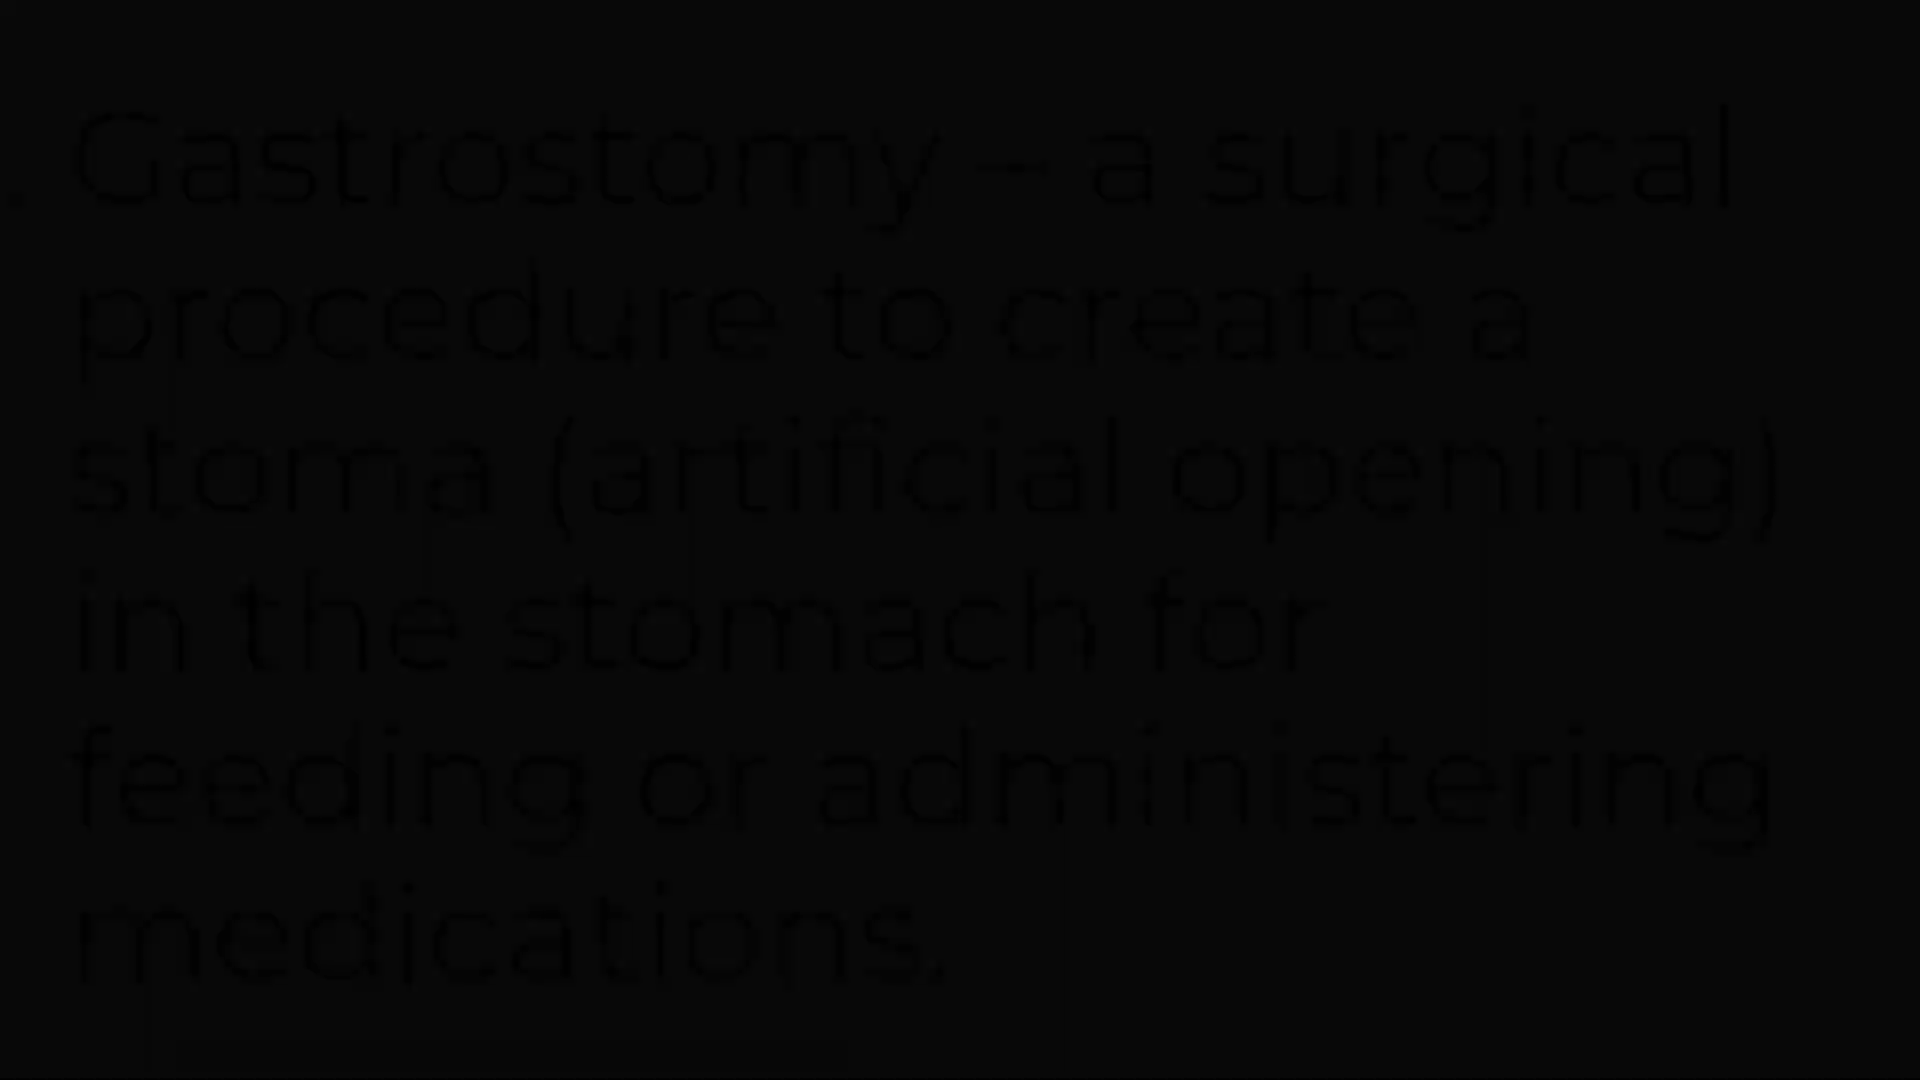 Gastrostomy – a surgical
procedure to create a
stoma (artificial opening)
in the stomach for
feeding or administering
medications.